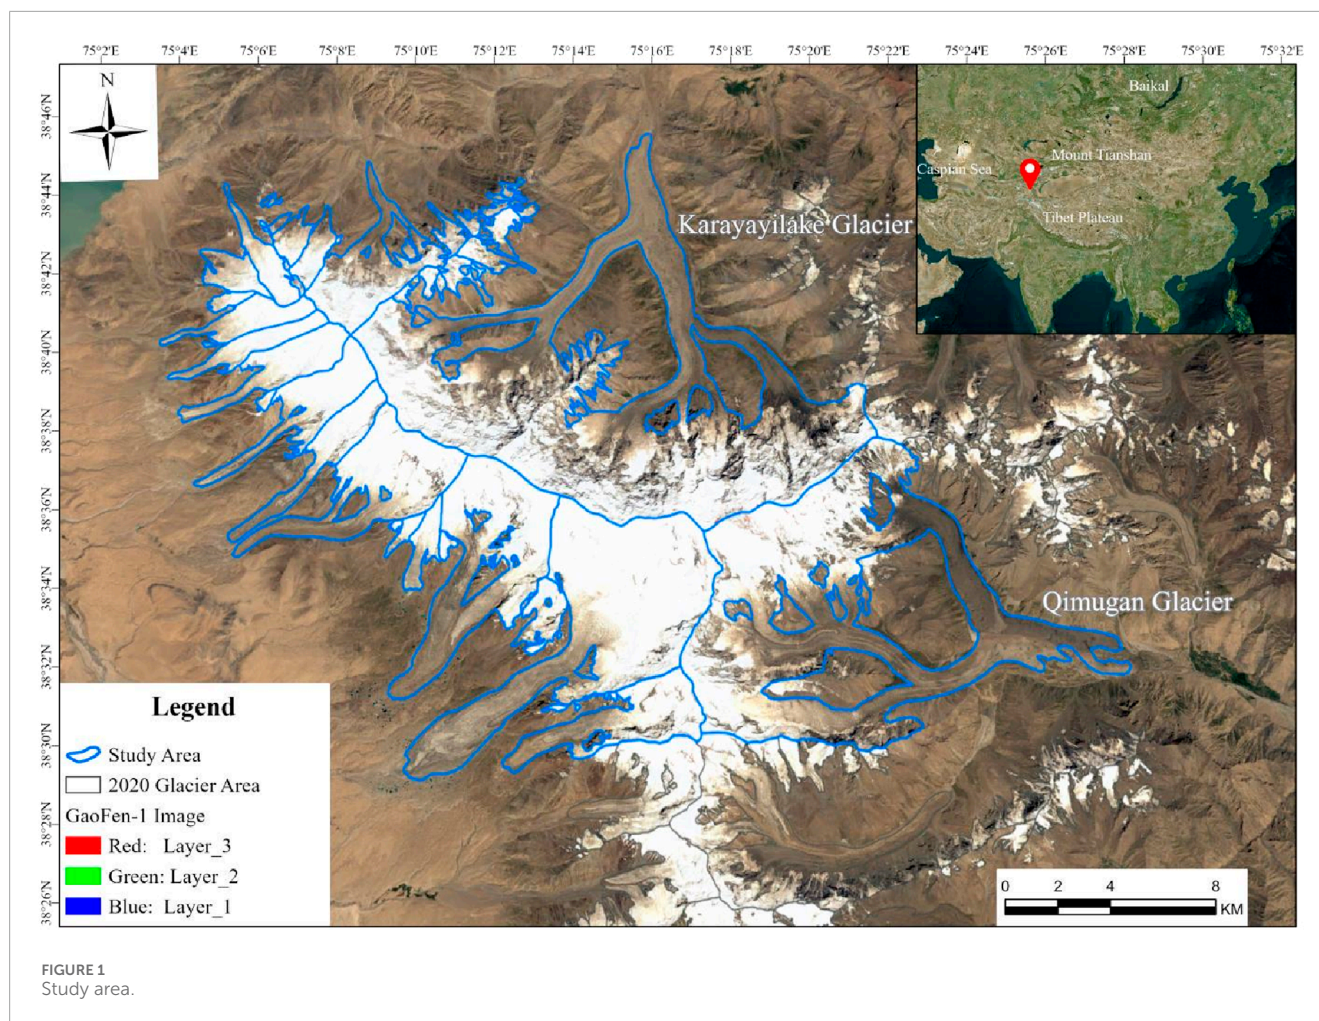 75°2'E 75°4'E 75°6'E 75°8'E 75°10'E 75°12'E 75°14'E 75°16'E 75°18'E 75°20'E 75°22'E 75°24'E 75°26'E 75°28'E 75°30'E 75°32'E
N
Baikal
Mount Tianshan
Caspian Sea
Tibet Plateau
Karayayilake Glacier
Qimugan Glacier
38°46'N
38°44'N
38°42'N
38°40'N
38°38'N
38°36'N
38°34'N
38°32'N
38°30'N
38°28'N
38°26'N
Legend
Study Area
2020 Glacier Area
GaoFen-1 Image
Red: Layer_3
Green: Layer_2
Blue: Layer_1
0 2 4 8
KM
FIGURE 1
Study area.